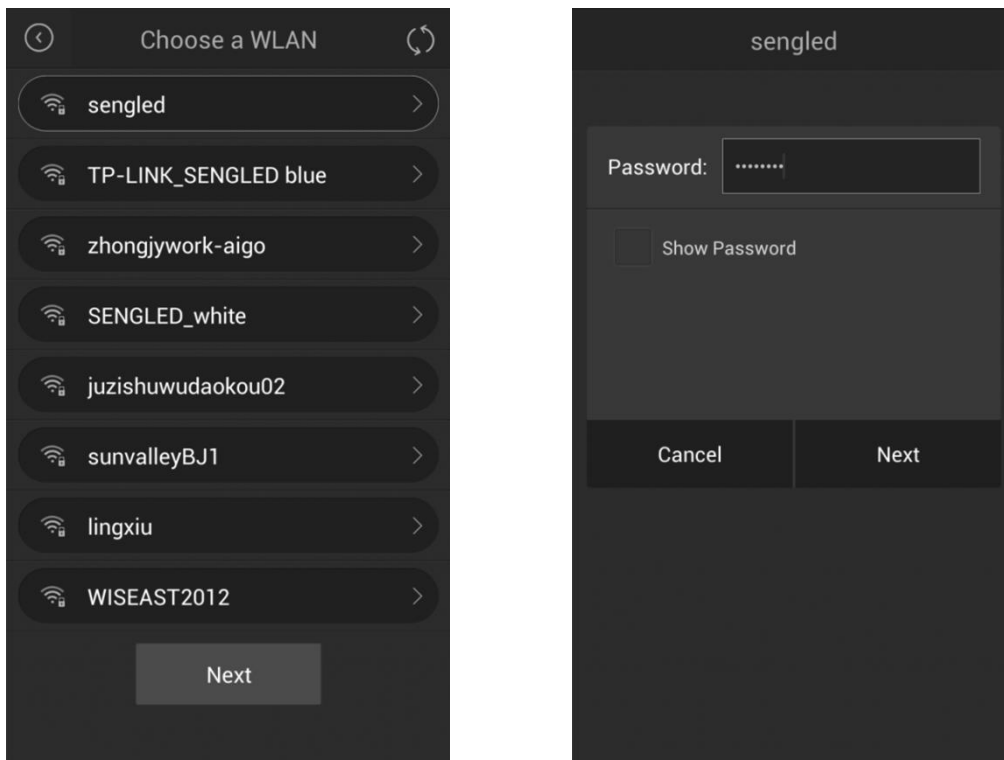 Choose a WLAN
sengled
TP-LINK_SENGLED blue
zhongjywork-aigo
SENGLED_white
juzishuwudaokou02
sunvalleyBJ1
lingxiu
WISEAST2012
Next
sengled
Password: ········
Show Password
Cancel Next